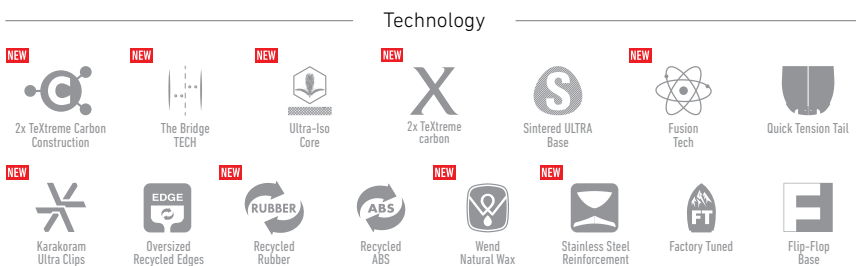 Technology
NEW
2x TeXtreme Carbon
Construction
NEW
The Bridge
TECH
NEW
Ultra-Iso
Core
NEW
X
2x TeXtreme
carbon
S
Sintered ULTRA
Base
NEW
Fusion
Tech
Quick Tension Tail
NEW
Karakoram
Ultra Clips
EDGE
Oversized
Recycled Edges
NEW
RUBBER
Recycled
Rubber
ABS
Recycled
ABS
NEW
Wend
Natural Wax
NEW
Stainless Steel
Reinforcement
FT
Factory Tuned
Flip-Flop
Base